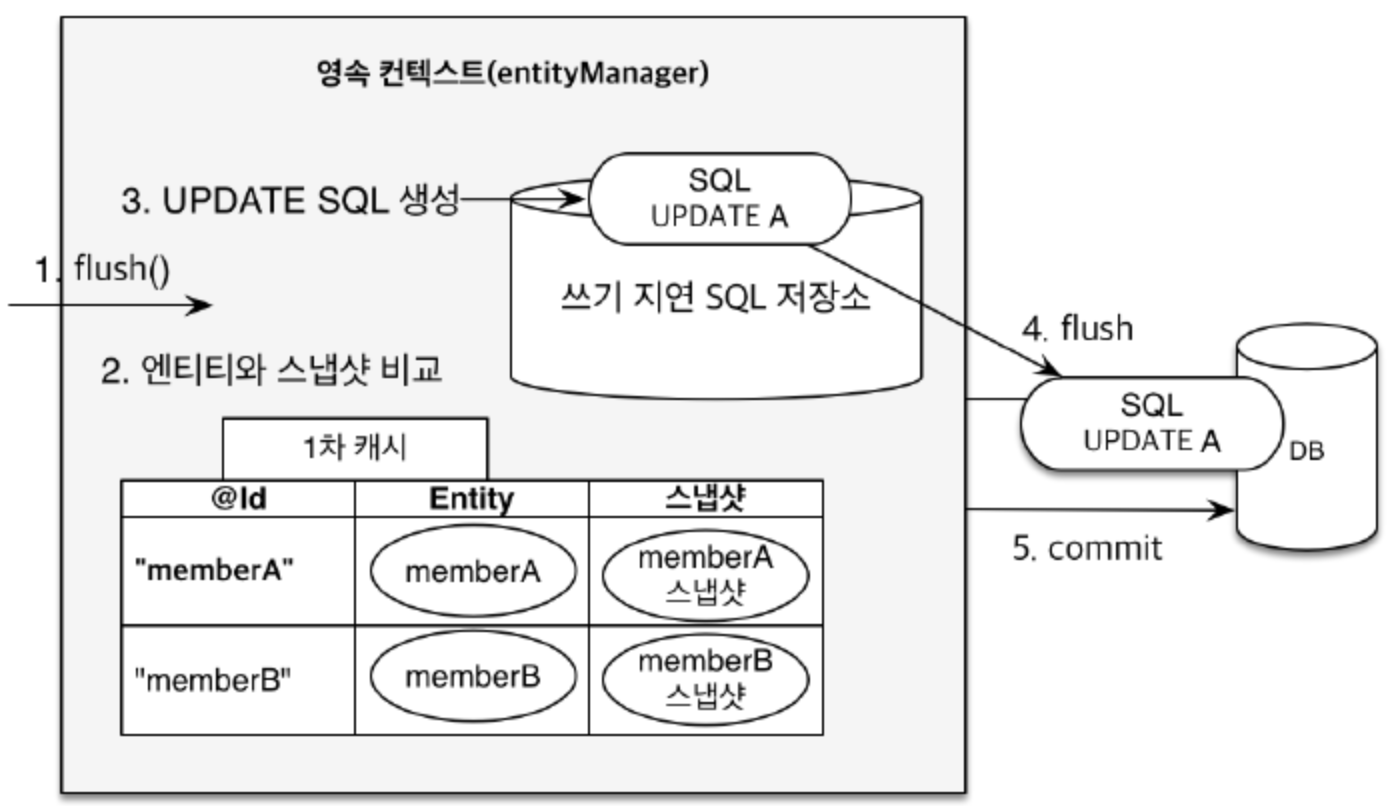 영속 컨텍스트(entityManager)
3. UPDATE SQL 생성
SQL
UPDATE A
쓰기 지연 SQL 저장소
1. flush()
2. 엔티티와 스냅샷 비교
4. flush
SQL
UPDATE A
DB
5. commit
1차 캐시
@Id Entity 스냅샷
"memberA" memberA memberA
스냅샷
"memberB" memberB memberB
스냅샷